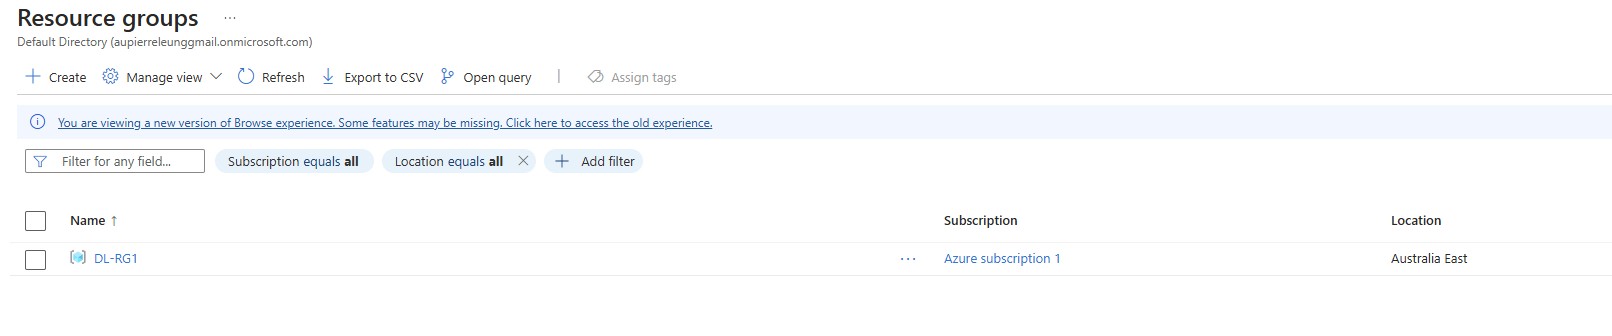 Resource groups ...
Default Directory (aupierreleunggmail.onmicrosoft.com)
Create Manage view Refresh Export to CSV Open query | Assign tags
You are viewing a new version of Browse experience. Some features may be missing. Click here to access the old experience.
Filter for any field... Subscription equals all Location equals all Add filter
Name ↑ Subscription Location
DL-RG1 ... Azure subscription 1 Australia East